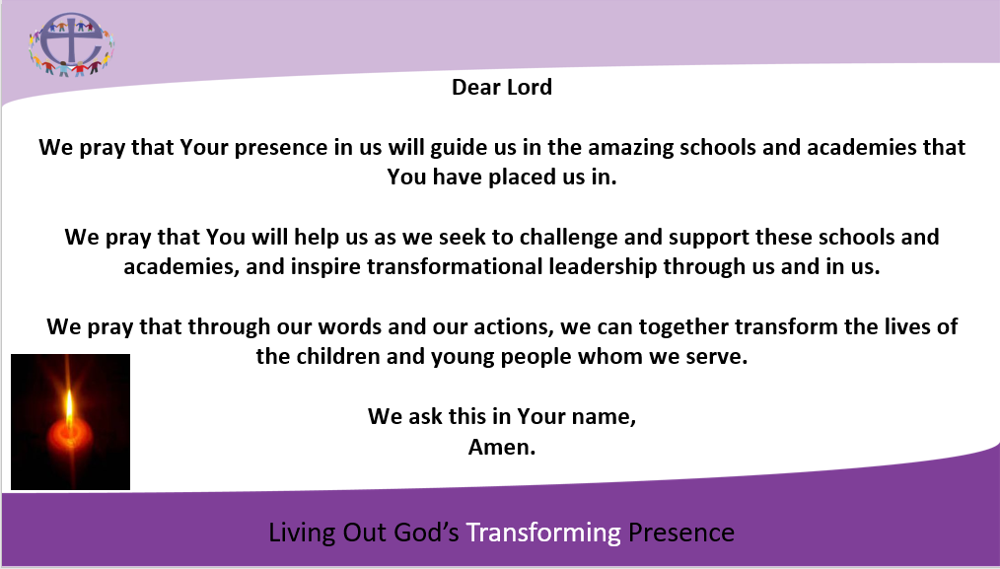 Dear Lord
We pray that Your presence in us will guide us in the amazing schools and academies that
You have placed us in.
We pray that You will help us as we seek to challenge and support these schools and
academies, and inspire transformational leadership through us and in us.
We pray that through our words and our actions, we can together transform the lives of
the children and young people whom we serve.
We ask this in Your name,
Amen.
Living Out God’s Transforming Presence